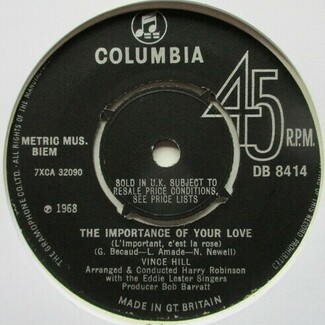 COLUMBIA
45
R.P.M.
METRIC MUS.
BIEM
7XCA 32090
DB 8414
SOLD IN U.K. SUBJECT TO
RESALE PRICE CONDITIONS,
SEE PRICE LISTS
℗ 1968
THE IMPORTANCE OF YOUR LOVE
(L'Important, c'est la rose)
(G. Becaud— L. Amade— N. Newell)
VINCE HILL
Arranged & Conducted Harry Robinson
with the Eddie Lester Singers
Producer Bob Barratt
MADE IN GT. BRITAIN
THE GRAMOPHONE CO. LTD. ALL RIGHTS OF THE